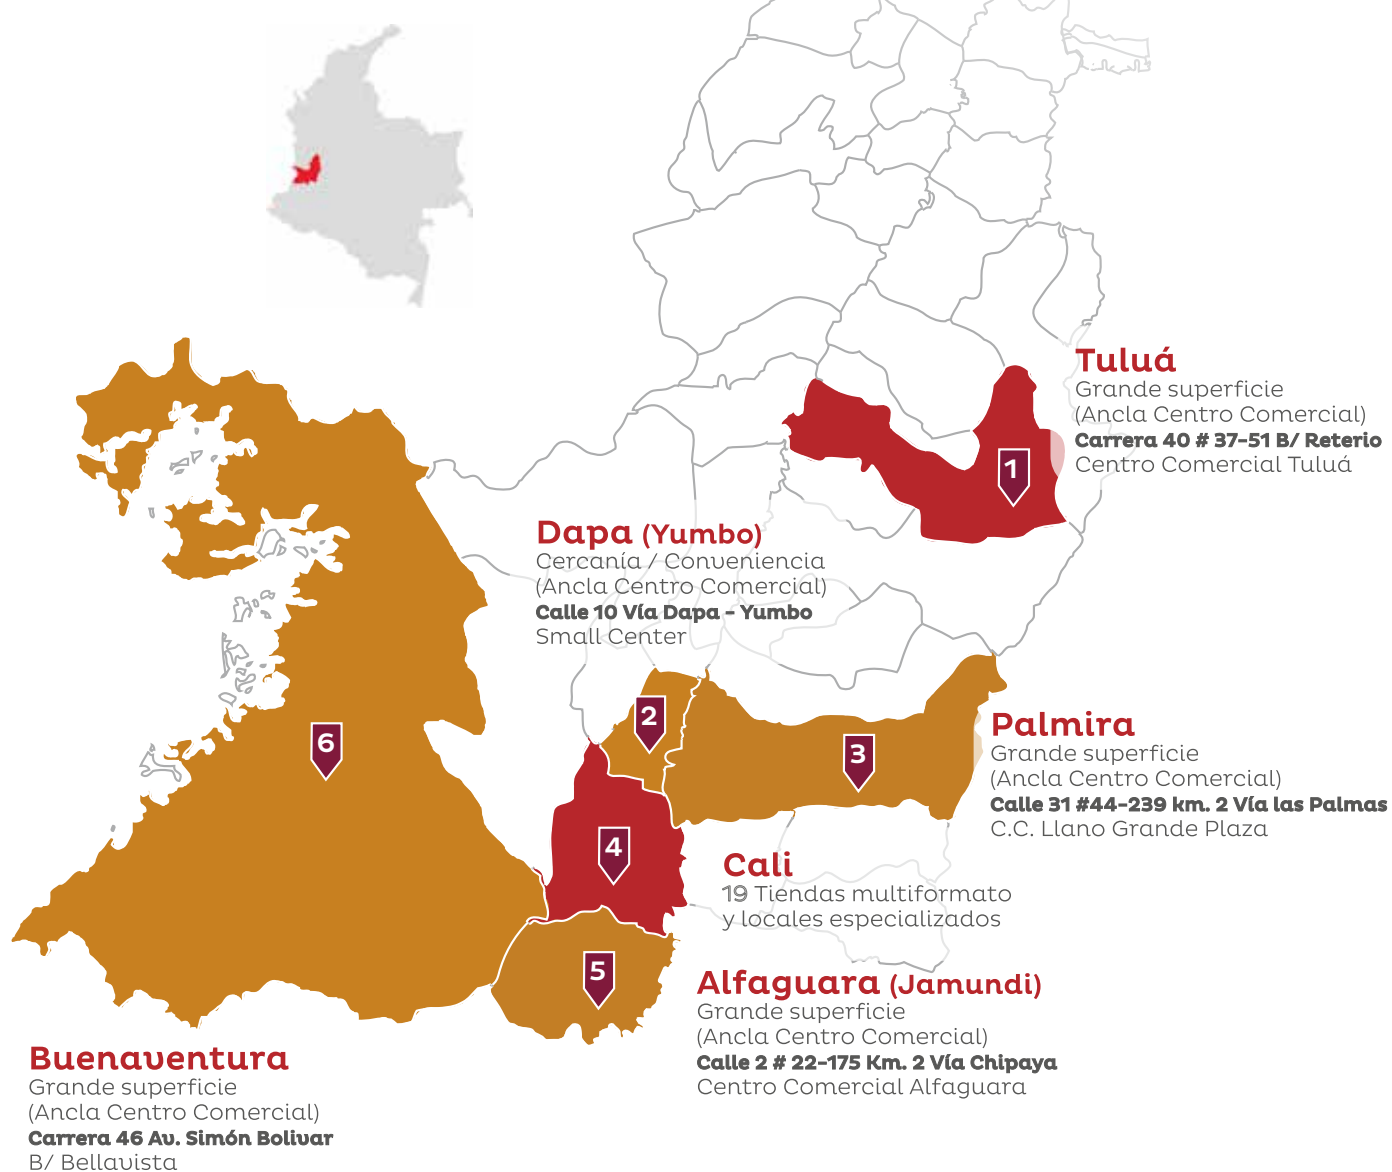 Tuluá
Grande superficie
(Ancla Centro Comercial)
Carrera 40 # 37-51 B/ Reterio
Centro Comercial Tuluá
1
Dapa (Yumbo)
Cercanía / Conveniencia
(Ancla Centro Comercial)
Calle 10 Vía Dapa - Yumbo
Small Center
2
Palmira
Grande superficie
(Ancla Centro Comercial)
Calle 31 #44-239 km. 2 Vía las Palmas
C.C. Llano Grande Plaza
3
6
4
Cali
19 Tiendas multiformato
y locales especializados
5
Alfaguara (Jamundi)
Grande superficie
(Ancla Centro Comercial)
Calle 2 # 22-175 Km. 2 Vía Chipaya
Centro Comercial Alfaguara
Buenaventura
Grande superficie
(Ancla Centro Comercial)
Carrera 46 Av. Simón Bolivar
B/ Bellavista